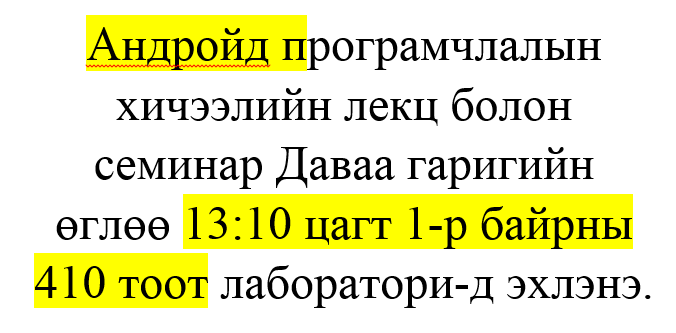 Андройд програмчлалын
хичээлийн лекц болон
семинар Даваа гаригийн
өглөө 13:10 цагт 1-р байрны
410 тоот лаборатори-д эхлэнэ.